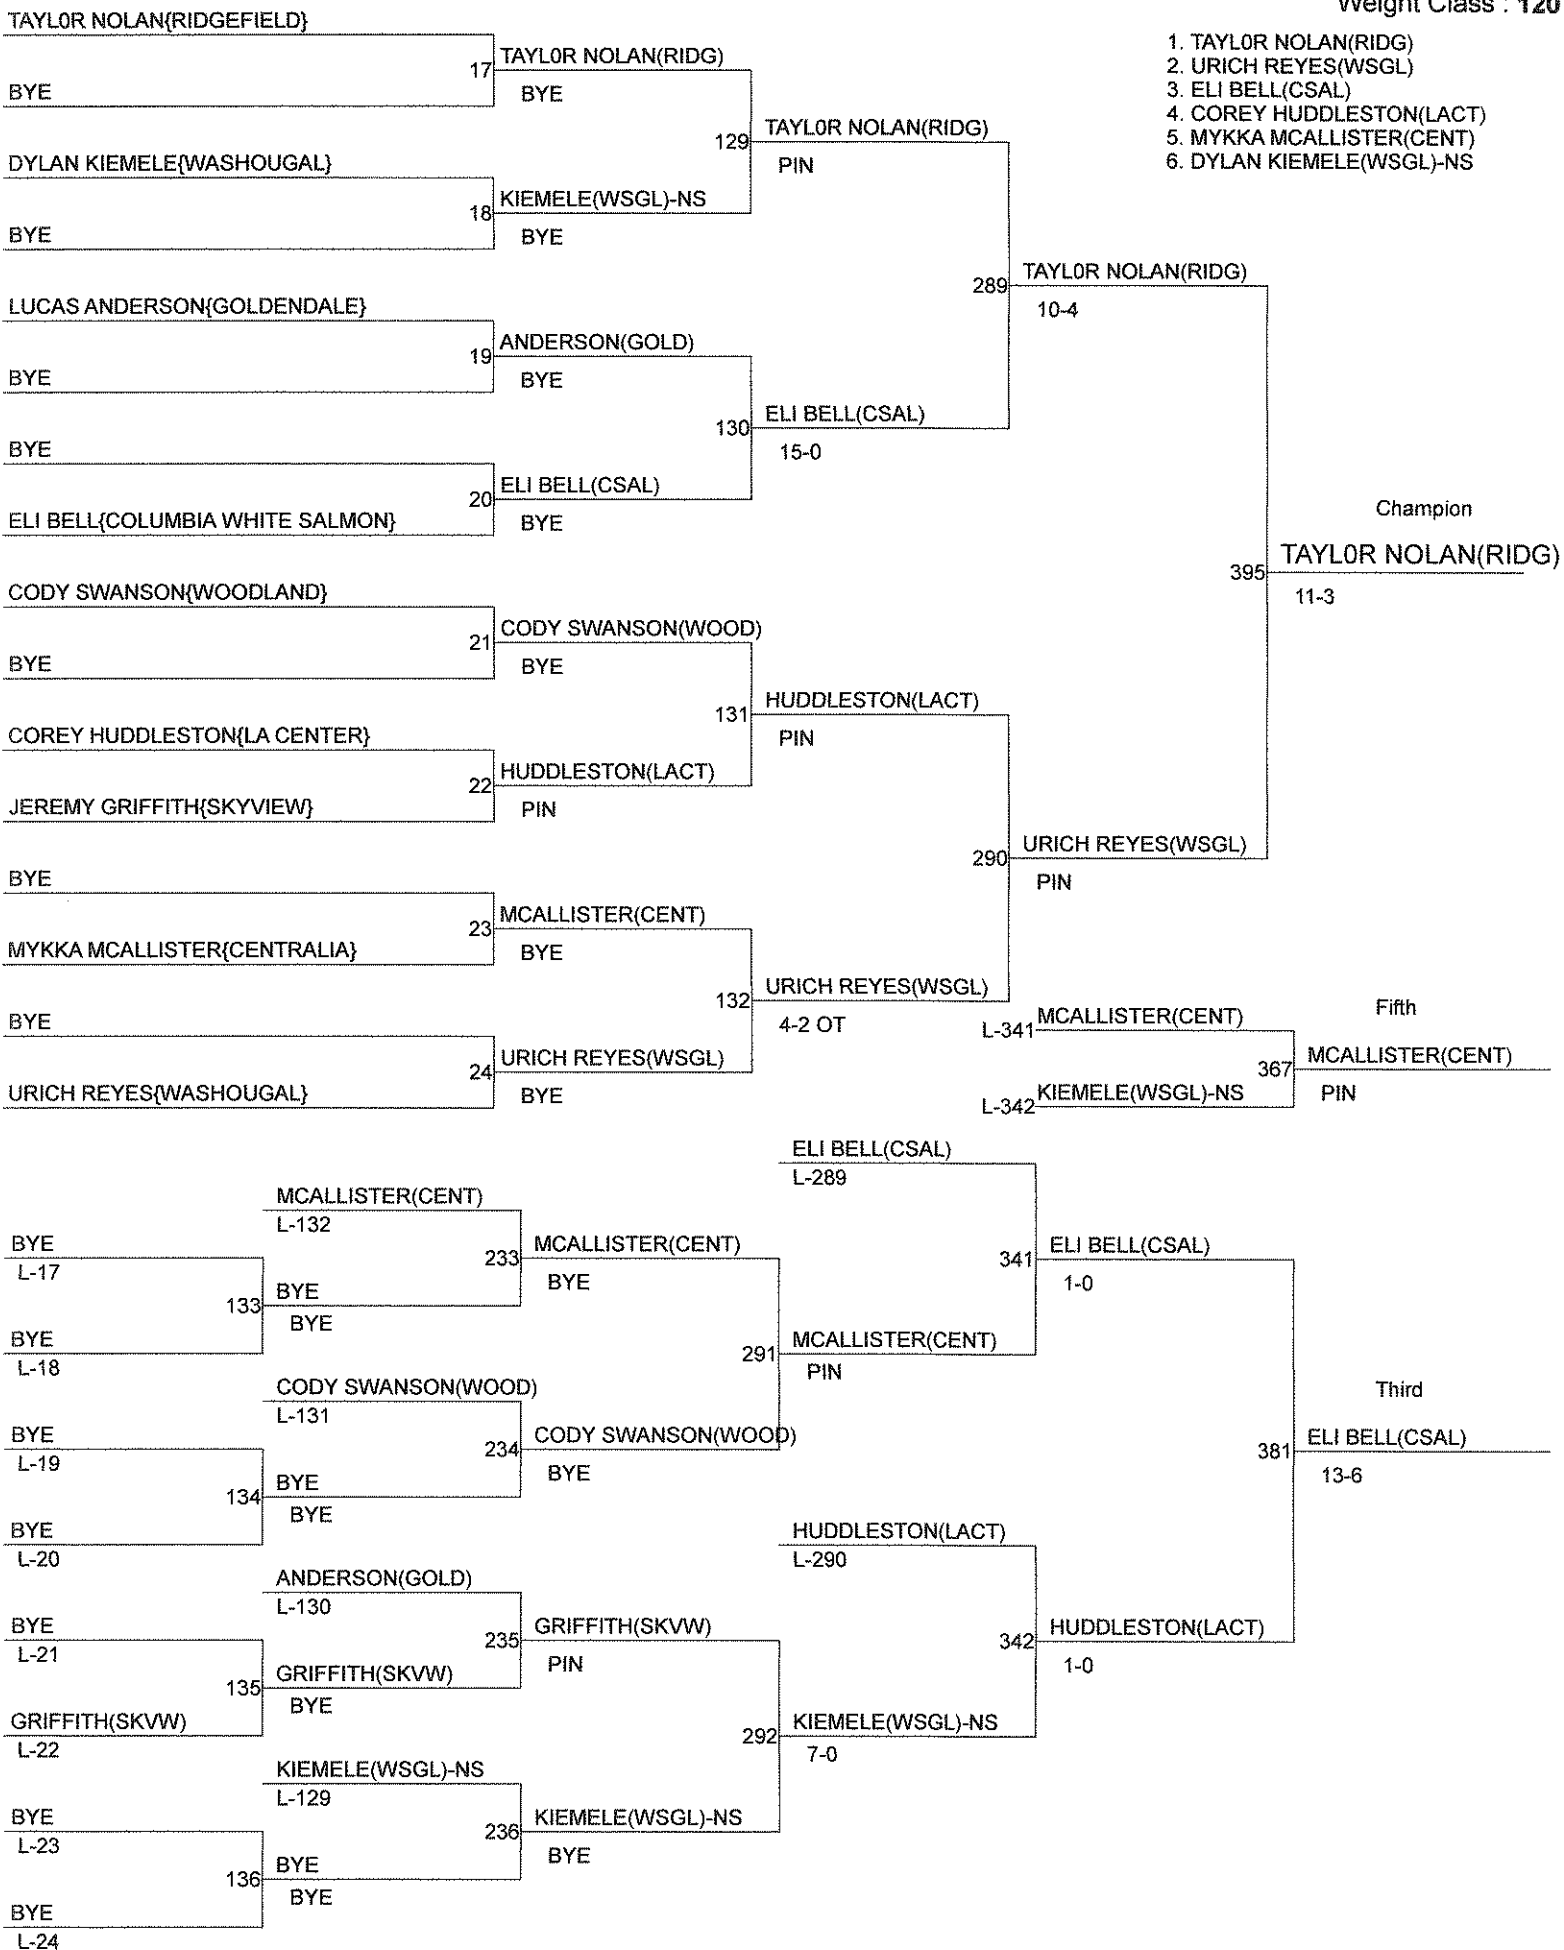 Weight Class : 120
1. TAYL0R NOLAN(RIDG)
2. URICH REYES(WSGL)
3. ELI BELL(CSAL)
4. COREY HUDDLESTON(LACT)
5. MYKKA MCALLISTER(CENT)
6. DYLAN KIEMELE(WSGL)-NS
TAYL0R NOLAN{RIDGEFIELD}
17
TAYL0R NOLAN(RIDG)
BYE
BYE
129
TAYL0R NOLAN(RIDG)
PIN
DYLAN KIEMELE{WASHOUGAL}
18
KIEMELE(WSGL)-NS
BYE
BYE
289
TAYL0R NOLAN(RIDG)
10-4
LUCAS ANDERSON{GOLDENDALE}
19
ANDERSON(GOLD)
BYE
BYE
130
ELI BELL(CSAL)
15-0
BYE
20
ELI BELL(CSAL)
BYE
ELI BELL{COLUMBIA WHITE SALMON}
Champion
395
TAYL0R NOLAN(RIDG)
11-3
CODY SWANSON{WOODLAND}
21
CODY SWANSON(WOOD)
BYE
BYE
131
HUDDLESTON(LACT)
PIN
COREY HUDDLESTON{LA CENTER}
22
HUDDLESTON(LACT)
PIN
JEREMY GRIFFITH{SKYVIEW}
290
URICH REYES(WSGL)
PIN
BYE
23
MCALLISTER(CENT)
BYE
MYKKA MCALLISTER{CENTRALIA}
132
URICH REYES(WSGL)
4-2 OT
BYE
24
URICH REYES(WSGL)
BYE
URICH REYES{WASHOUGAL}
L-341
MCALLISTER(CENT)
Fifth
367
MCALLISTER(CENT)
PIN
L-342
KIEMELE(WSGL)-NS
ELI BELL(CSAL)
L-289
MCALLISTER(CENT)
L-132
BYE
L-17
233
MCALLISTER(CENT)
BYE
341
ELI BELL(CSAL)
1-0
133
BYE
BYE
BYE
L-18
291
MCALLISTER(CENT)
PIN
CODY SWANSON(WOOD)
L-131
BYE
L-19
234
CODY SWANSON(WOOD)
BYE
Third
381
ELI BELL(CSAL)
13-6
134
BYE
BYE
BYE
L-20
HUDDLESTON(LACT)
L-290
ANDERSON(GOLD)
L-130
BYE
L-21
235
GRIFFITH(SKVW)
PIN
342
HUDDLESTON(LACT)
1-0
135
GRIFFITH(SKVW)
BYE
GRIFFITH(SKVW)
L-22
292
KIEMELE(WSGL)-NS
7-0
KIEMELE(WSGL)-NS
L-129
BYE
L-23
236
KIEMELE(WSGL)-NS
BYE
136
BYE
BYE
BYE
L-24